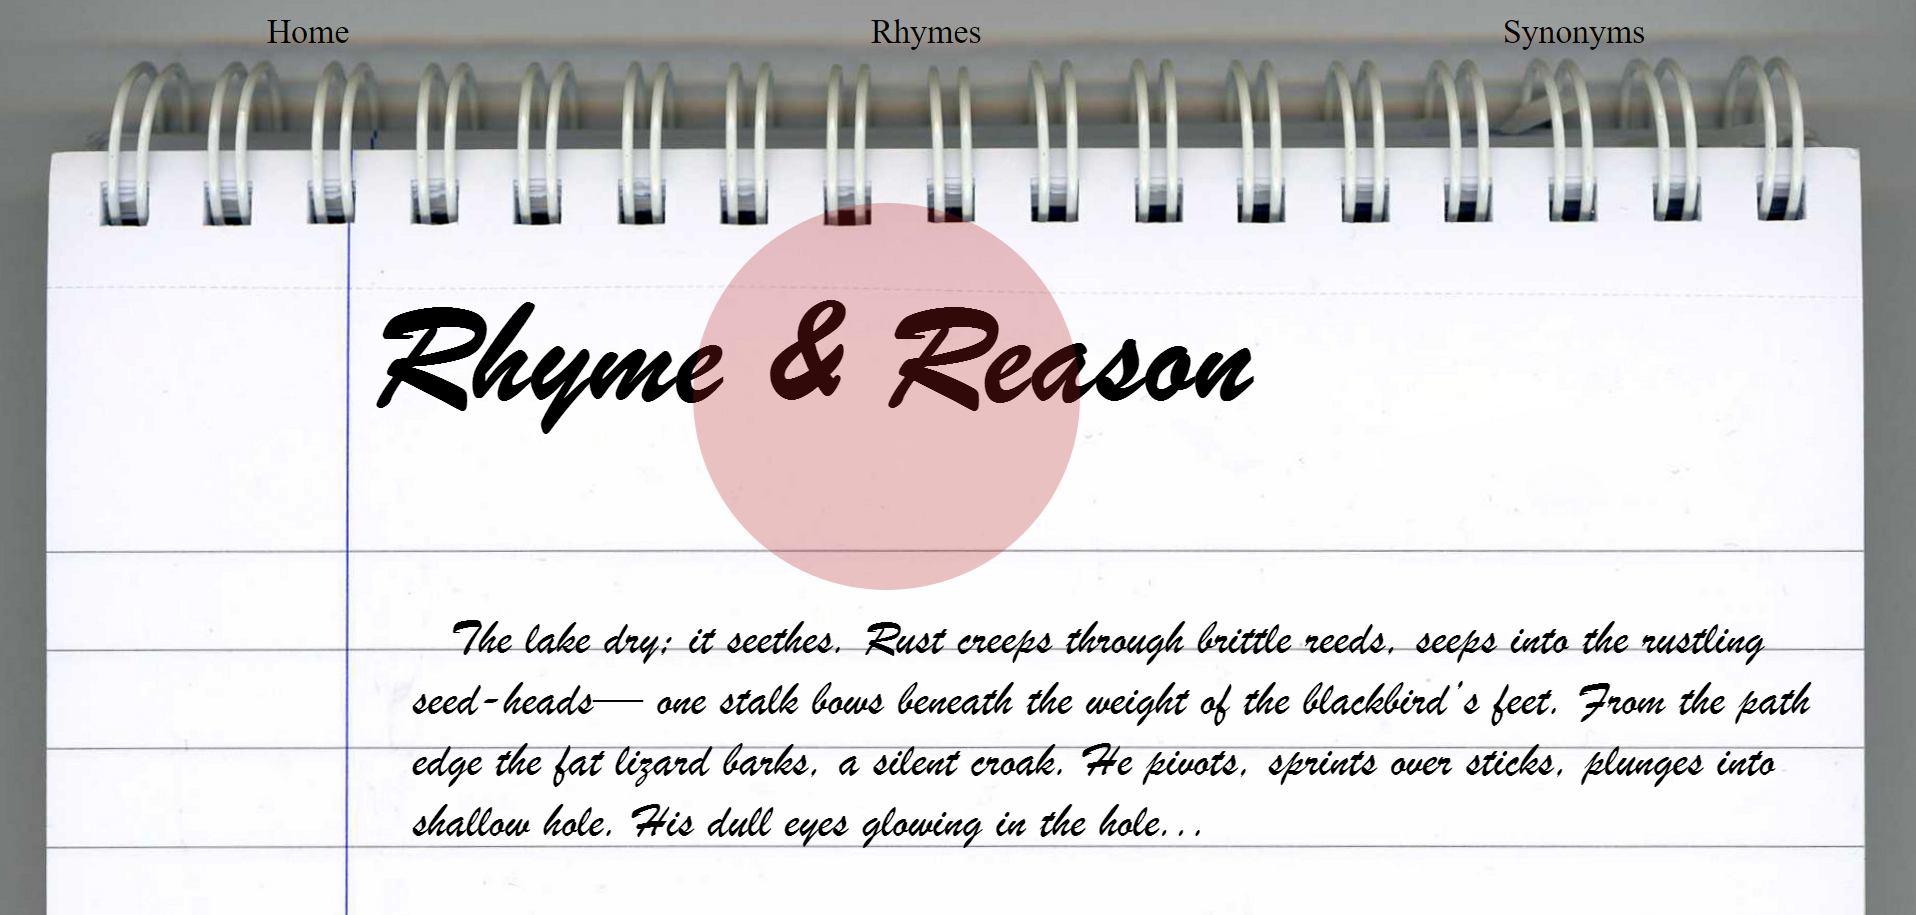 Home Rhymes Synonyms
Rhyme & Reason
The lake dry; it seethes. Rust creeps through brittle reeds, seeps into the rustling
seed-heads— one stalk bows beneath the weight of the blackbird's feet. From the path
edge the fat lizard barks, a silent croak. He pivots, sprints over sticks, plunges into
shallow hole. His dull eyes glowing in the hole...